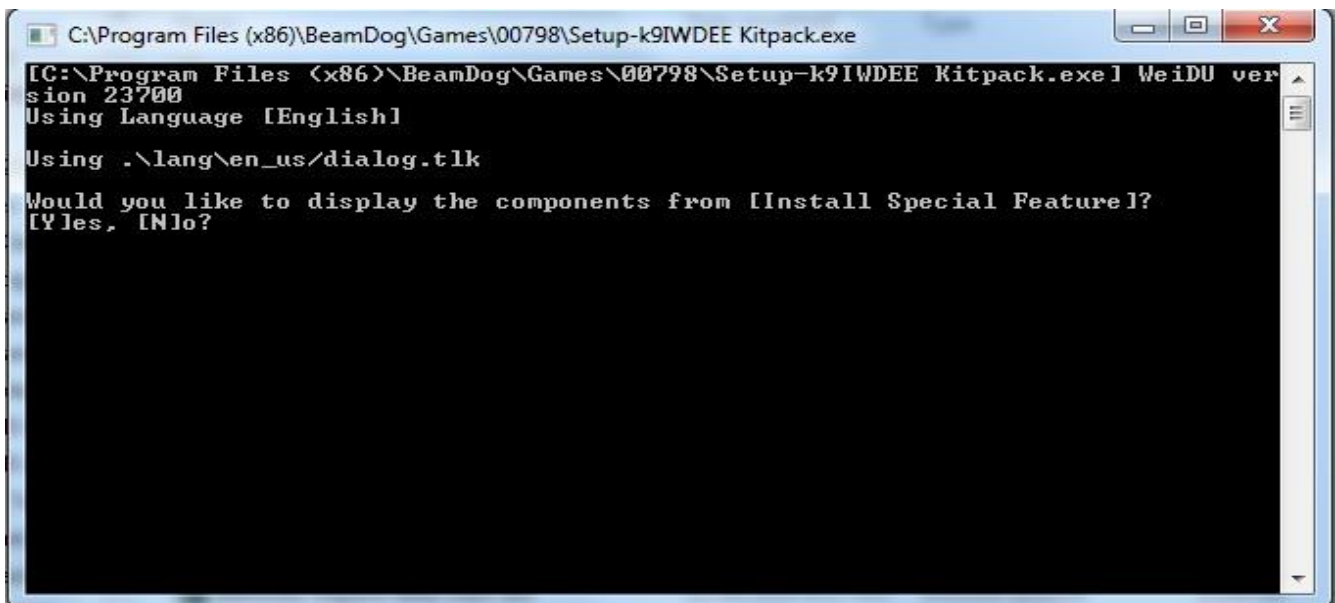 C:\Program Files (x86)\BeamDog\Games\00798\Setup-k9IWDEE Kitpack.exe
[C:\Program Files (x86)\BeamDog\Games\00798\Setup-k9IWDEE Kitpack.exe] WeiDU ver
sion 23700
Using Language [English]
Using .\lang\en_us/dialog.tlk
Would you like to display the components from [Install Special Feature]?
[Y]es, [N]o?